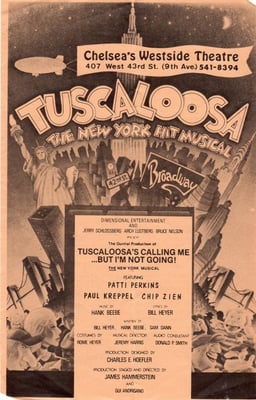 Chelsea's Westside Theatre
407 West 43rd St. (9th Ave.) 541-8394
TUSCALOOSA
THE NEW YORK HIT MUSICAL
Broadway
DIMENSIONAL ENTERTAINMENT
AND
JERRY SCHLOSSBERG ARCH LUSTBERG BRUCE NELSON
PRESENT
The Quintal Production of
TUSCALOOSA'S CALLING ME
...BUT I'M NOT GOING!
THE NEW YORK MUSICAL
FEATURING
PATTI PERKINS
PAUL KREPPEL CHIP ZIEN
MUSIC BY
HANK BEEBE
LYRICS BY
BILL HEYER
WRITTEN BY
BILL HEYER, HANK BEEBE, SAM DANN
COSTUMES BY
ROME HEYER
MUSICAL DIRECTOR
JEREMY HARRIS
AUDIO CONSULTANT
DONALD P. SMITH
PRODUCTION DESIGNED BY
CHARLES E. HOEFLER
PRODUCTION STAGED AND DIRECTED BY
JAMES HAMMERSTEIN
AND
GUI ANDRISANO